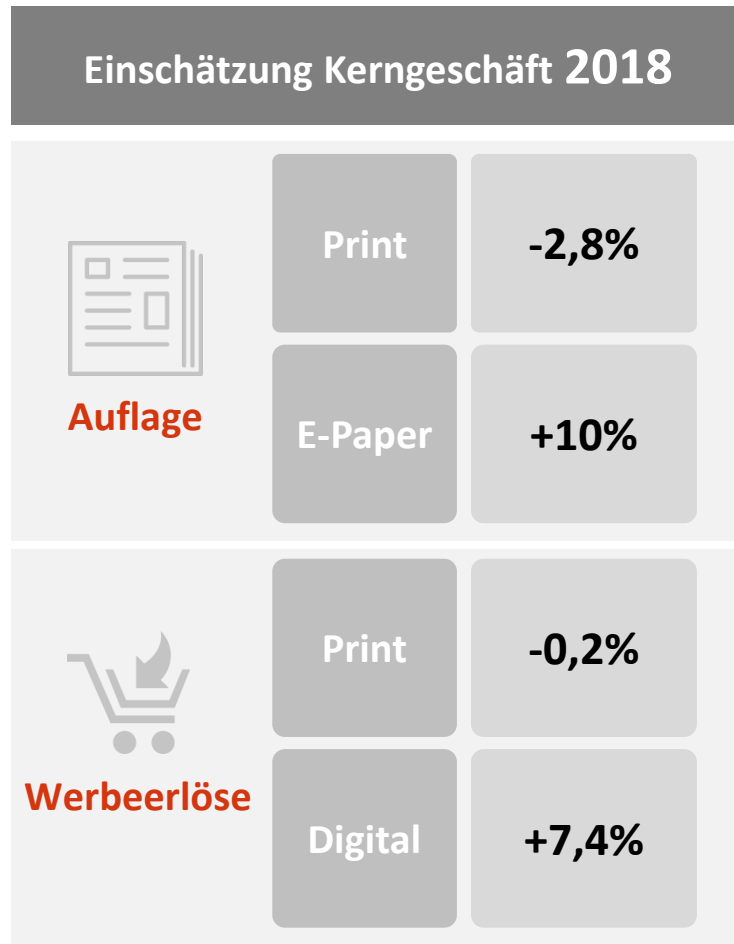 Einschätzung Kerngeschäft 2018
Auflage
Print
-2,8%
E-Paper
+10%
Werbeerlöse
Print
-0,2%
Digital
+7,4%